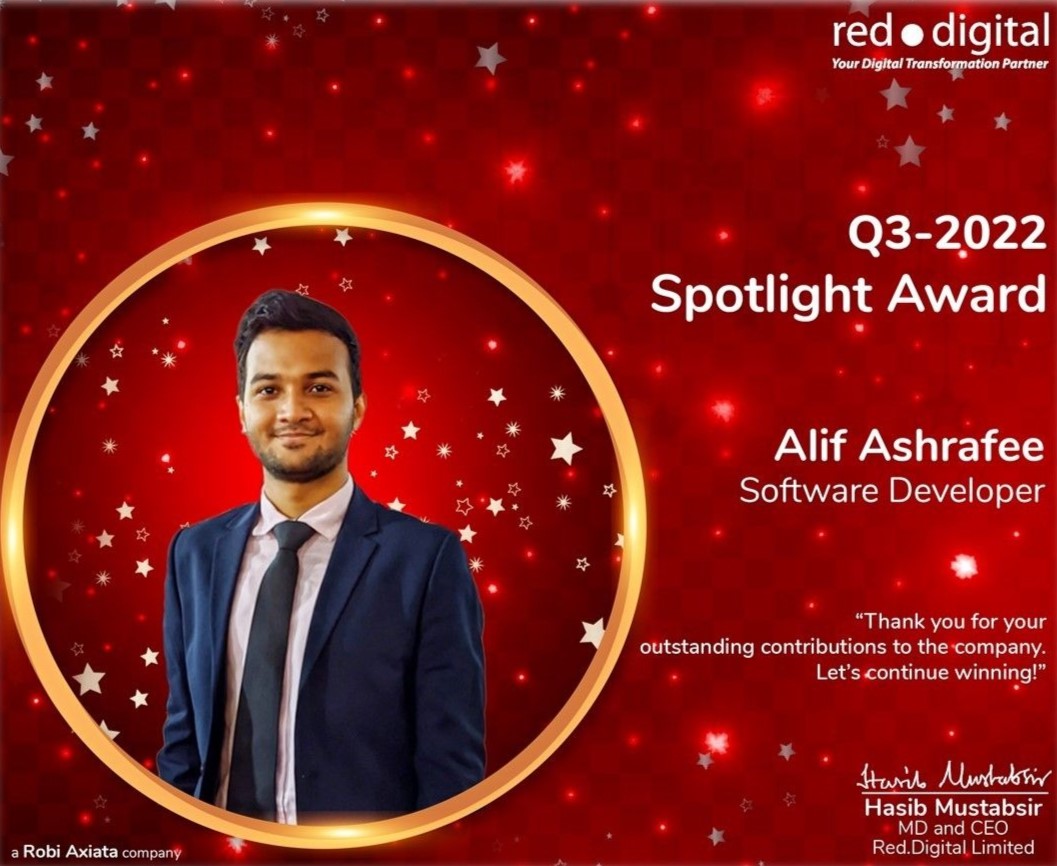 red●digital
Your Digital Transformation Partner
Q3-2022
Spotlight Award
Alif Ashrafee
Software Developer
“Thank you for your
outstanding contributions to the company.
Let’s continue winning!”
Hasib Mustabsir
Hasib Mustabsir
MD and CEO
Red.Digital Limited
a Robi Axiata company